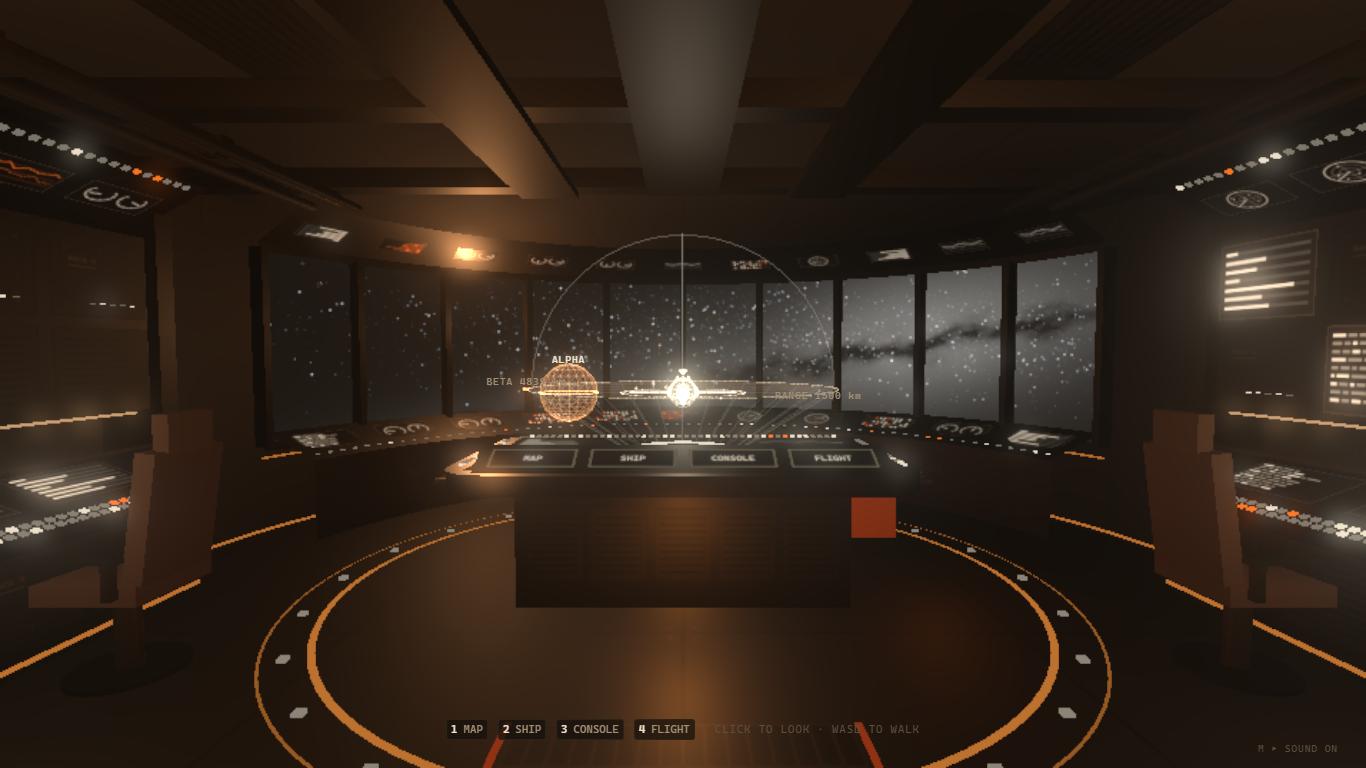 ALPHA
BETA 4839
RANGE 1500 km
MAP SHIP CONSOLE FLIGHT
1 MAP 2 SHIP 3 CONSOLE 4 FLIGHT CLICK TO LOOK · WASD TO WALK
M ▸ SOUND ON